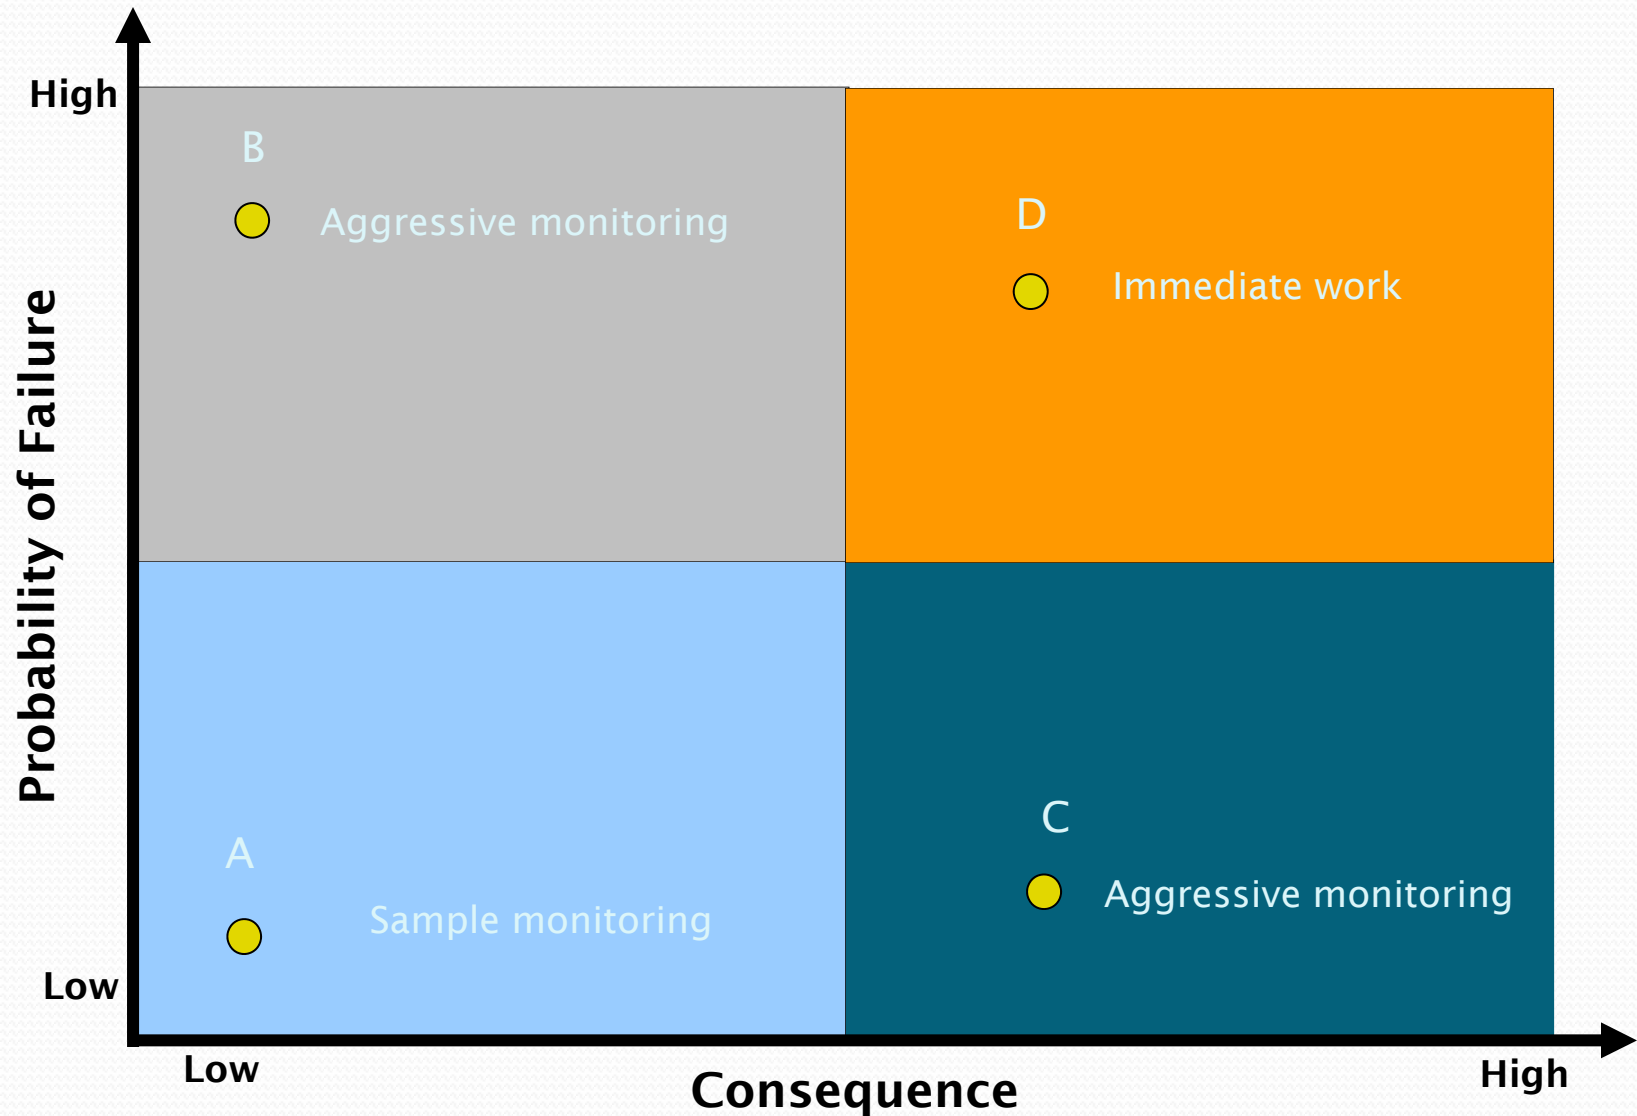 High
B
Aggressive monitoring
D
Immediate work
Probability of Failure
A
Sample monitoring
C
Aggressive monitoring
Low
Low
Consequence
High